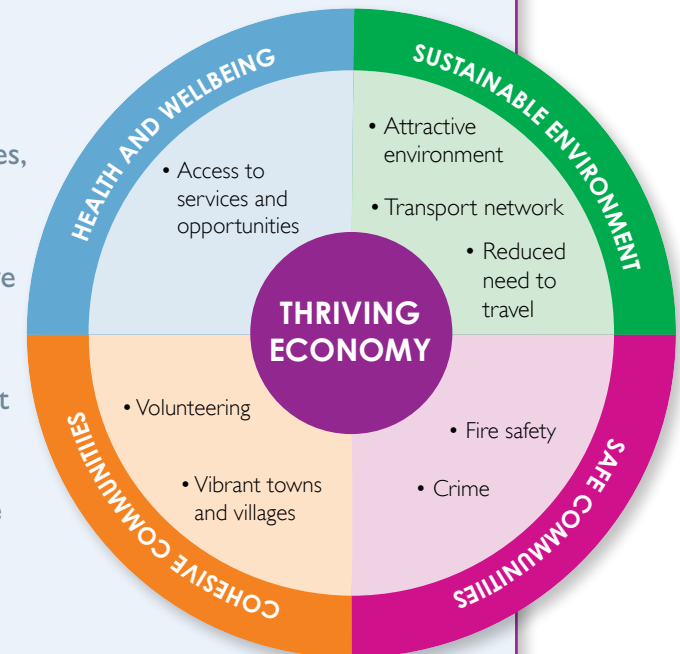 HEALTH AND WELLBEING
• Access to
services and
opportunities
SUSTAINABLE ENVIRONMENT
• Attractive
environment
• Transport network
• Reduced
need to
travel
THRIVING
ECONOMY
• Volunteering
• Vibrant towns
and villages
COHESIVE COMMUNITIES
• Fire safety
• Crime
SAFE COMMUNITIES